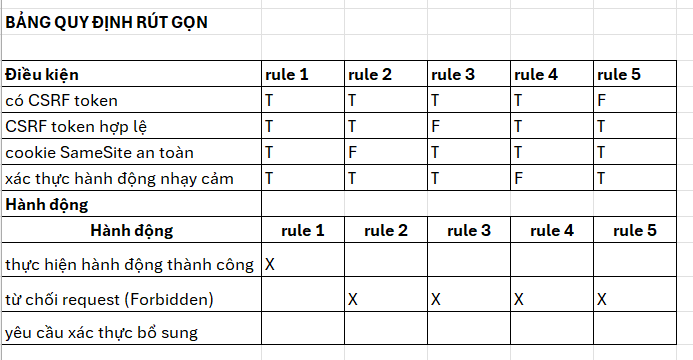 BẢNG QUY ĐỊNH RÚT GỌN
Điều kiện rule 1 rule 2 rule 3 rule 4 rule 5
có CSRF token T T T T F
CSRF token hợp lệ T T F T T
cookie SameSite an toàn T F T T T
xác thực hành động nhạy cảm T T T F T
Hành động
Hành động rule 1 rule 2 rule 3 rule 4 rule 5
thực hiện hành động thành công X
từ chối request (Forbidden) X X X X
yêu cầu xác thực bổ sung